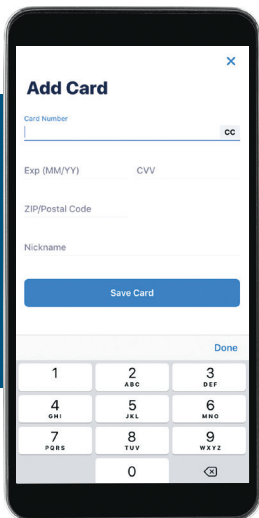 ×
Add Card
Card Number
CC
Exp (MM/YY) CVV
ZIP/Postal Code
Nickname
Save Card
Done
1 2 3
ABC DEF
4 5 6
GHI JKL MNO
7 8 9
PQRS TUV WXYZ
0